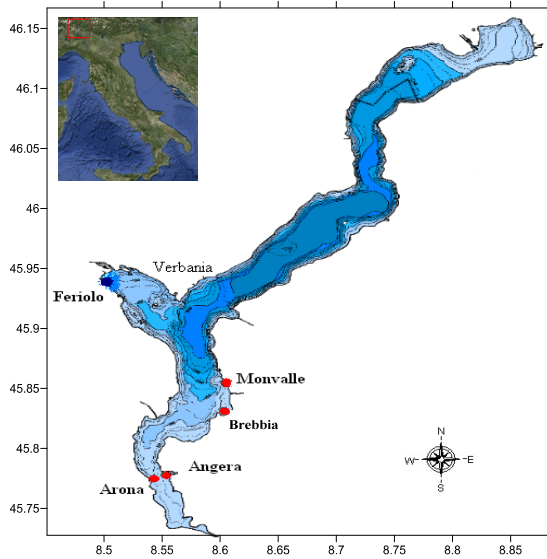 46.15
46.1
46.05
46
45.95
45.9
45.85
45.8
45.75
Verbania
Feriolo
Monvalle
Brebbia
Angera
Arona
N
W E
S
8.5 8.55 8.6 8.65 8.7 8.75 8.8 8.85